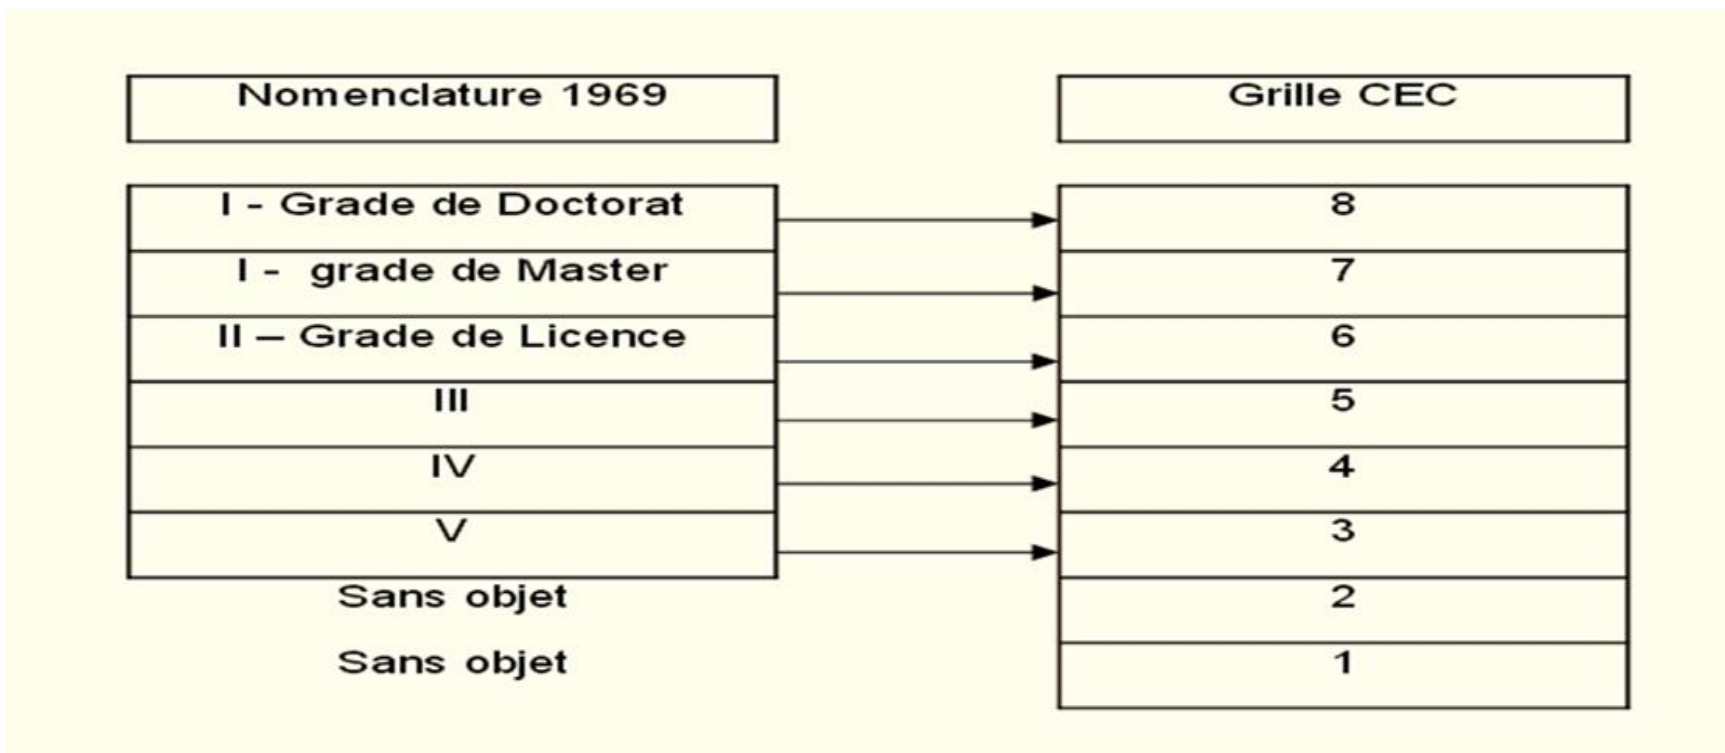 Nomenclature 1969
Grille CEC
I - Grade de Doctorat
8
I - grade de Master
7
II – Grade de Licence
6
III
5
IV
4
V
3
Sans objet
2
Sans objet
1